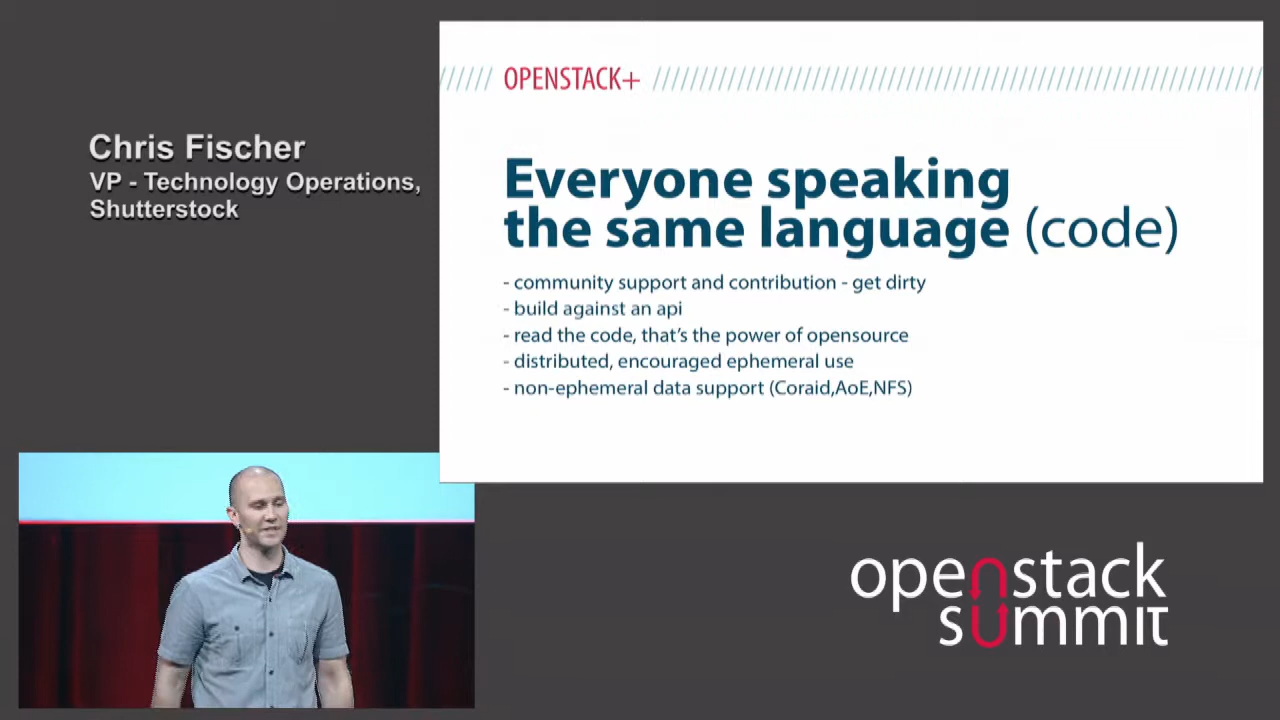 Chris Fischer
VP - Technology Operations,
Shutterstock
OPENSTACK+
Everyone speaking
the same language (code)
- community support and contribution - get dirty
- build against an api
- read the code, that's the power of opensource
- distributed, encouraged ephemeral use
- non-ephemeral data support (Coraid,AoE,NFS)
openstack
summit